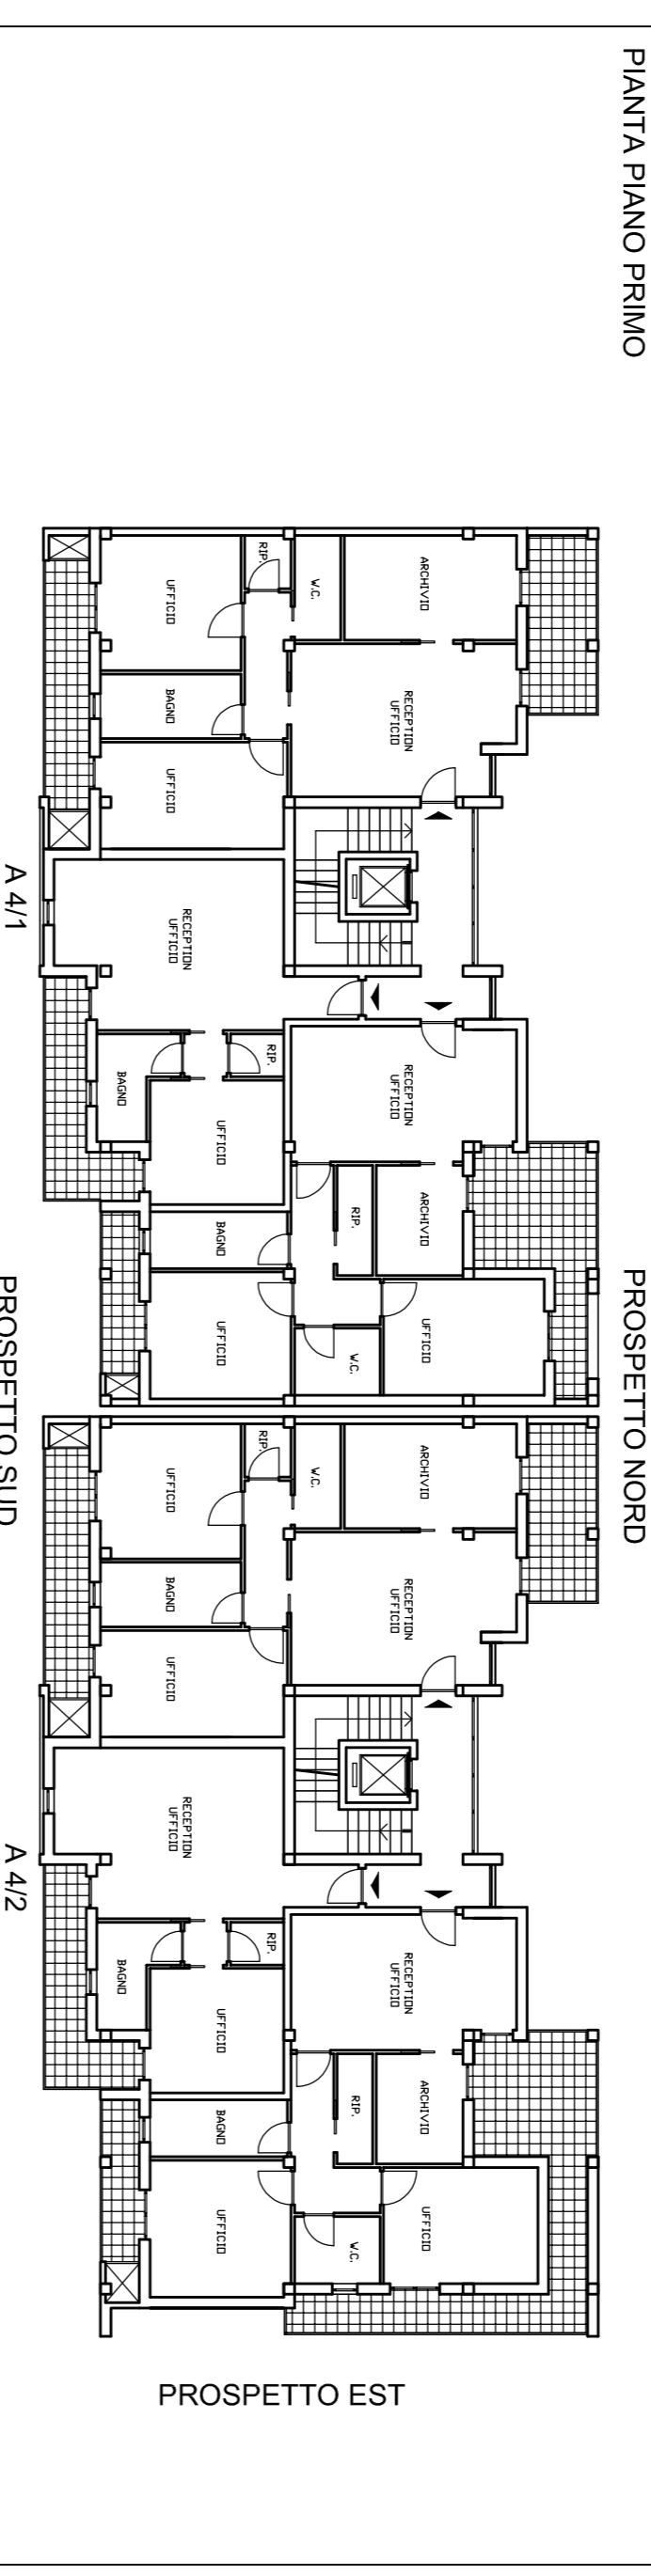 PIANTA PIANO PRIMO
PROSPETTO NORD
ARCHIVIO
W.C.
RIP.
UFFICIO
RECEPTION
UFFICIO
BAGNO
UFFICIO
RECEPTION
UFFICIO
RECEPTION
UFFICIO
RIP.
BAGNO
UFFICIO
ARCHIVIO
RIP.
BAGNO
UFFICIO
UFFICIO
W.C.
ARCHIVIO
W.C.
RIP.
UFFICIO
RECEPTION
UFFICIO
BAGNO
UFFICIO
RECEPTION
UFFICIO
RECEPTION
UFFICIO
RIP.
BAGNO
UFFICIO
ARCHIVIO
RIP.
BAGNO
UFFICIO
UFFICIO
W.C.
A 4/1
PROSPETTO SUD
A 4/2
PROSPETTO EST